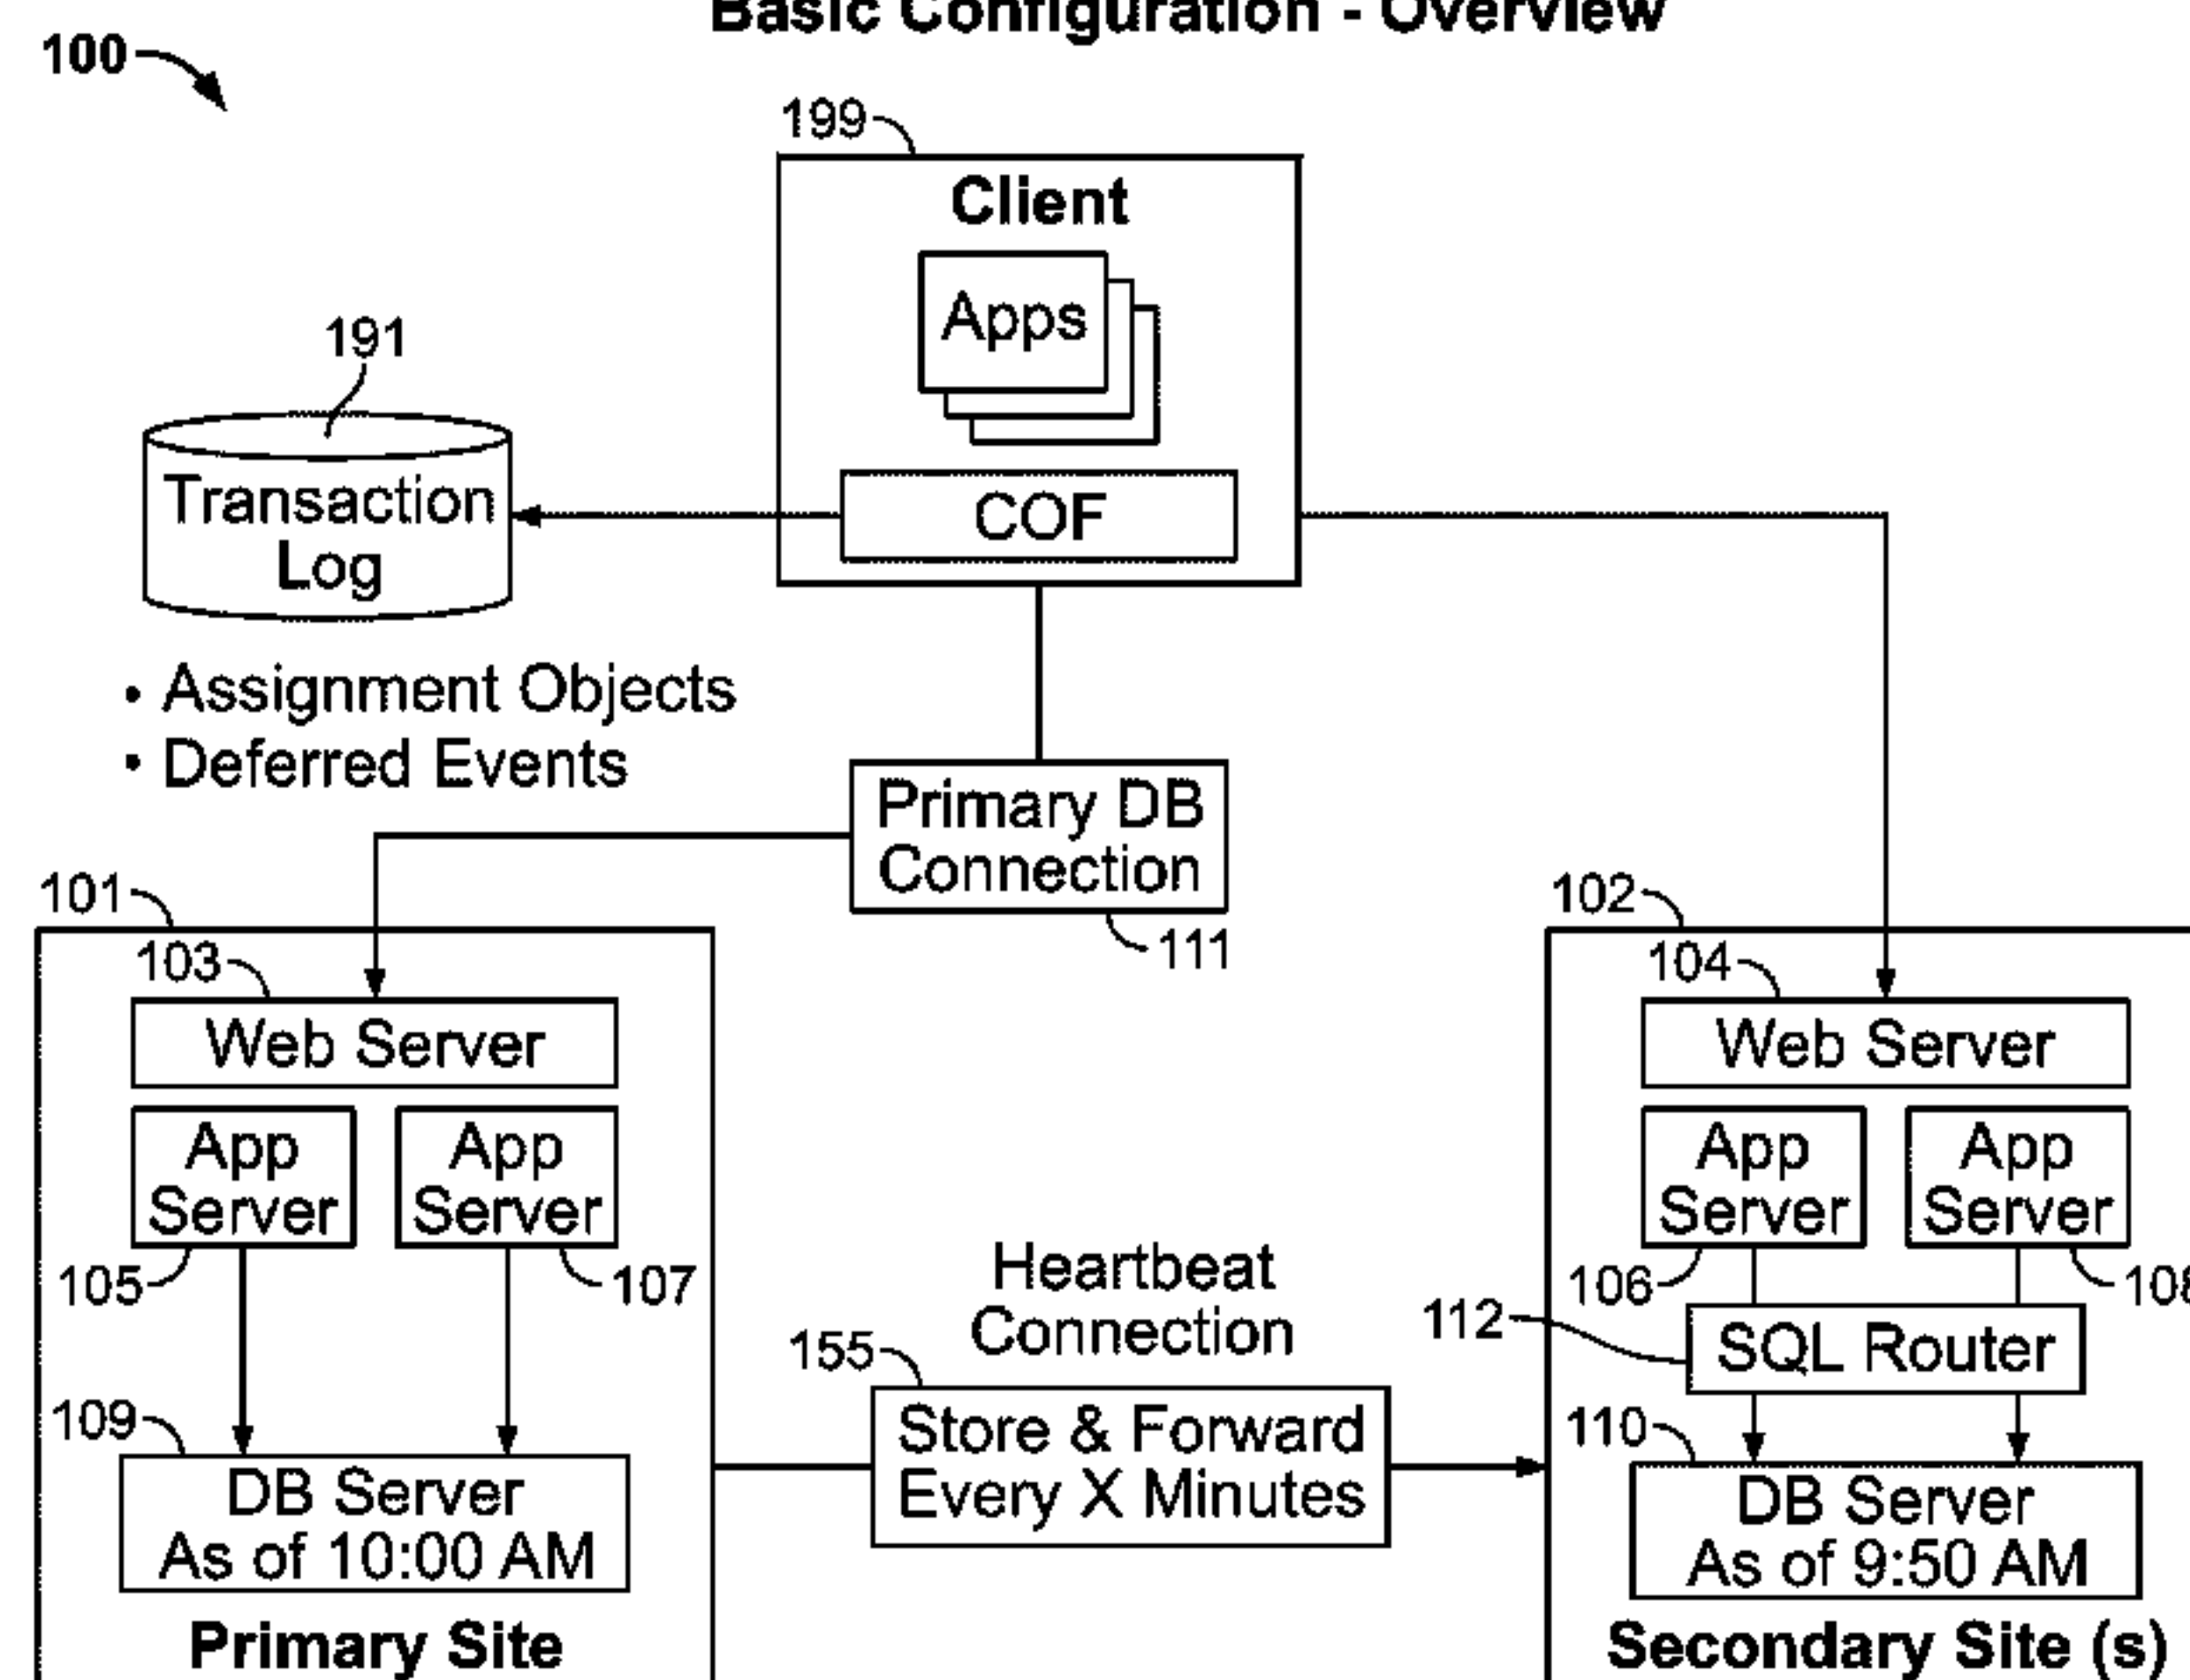 Basic Configuration - Overview
100
199
Client
Apps
191
Transaction
Log
COF
• Assignment Objects
• Deferred Events
Primary DB
Connection
111
101
103
Web Server
App
Server
App
Server
105
107
109
DB Server
As of 10:00 AM
Primary Site
Heartbeat
Connection
155
Store & Forward
Every X Minutes
102
104
Web Server
App
Server
App
Server
106
108
112
SQL Router
110
DB Server
As of 9:50 AM
Secondary Site (s)